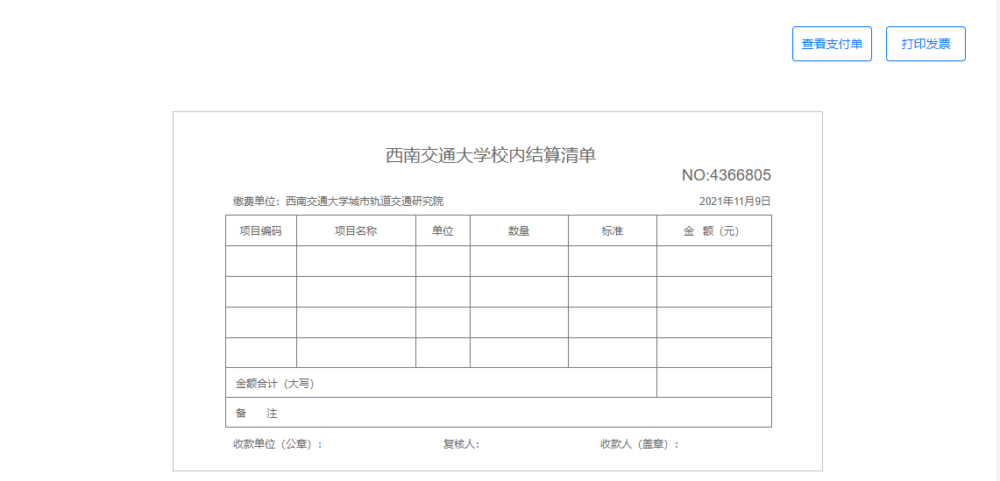 查看支付单 打印发票
西南交通大学校内结算清单
NO:4366805
缴费单位：西南交通大学城市轨道交通研究院 2021年11月9日
项目编码 项目名称 单位 数量 标准 金 额（元）
金额合计（大写）
备 注
收款单位（公章）： 复核人： 收款人（盖章）：